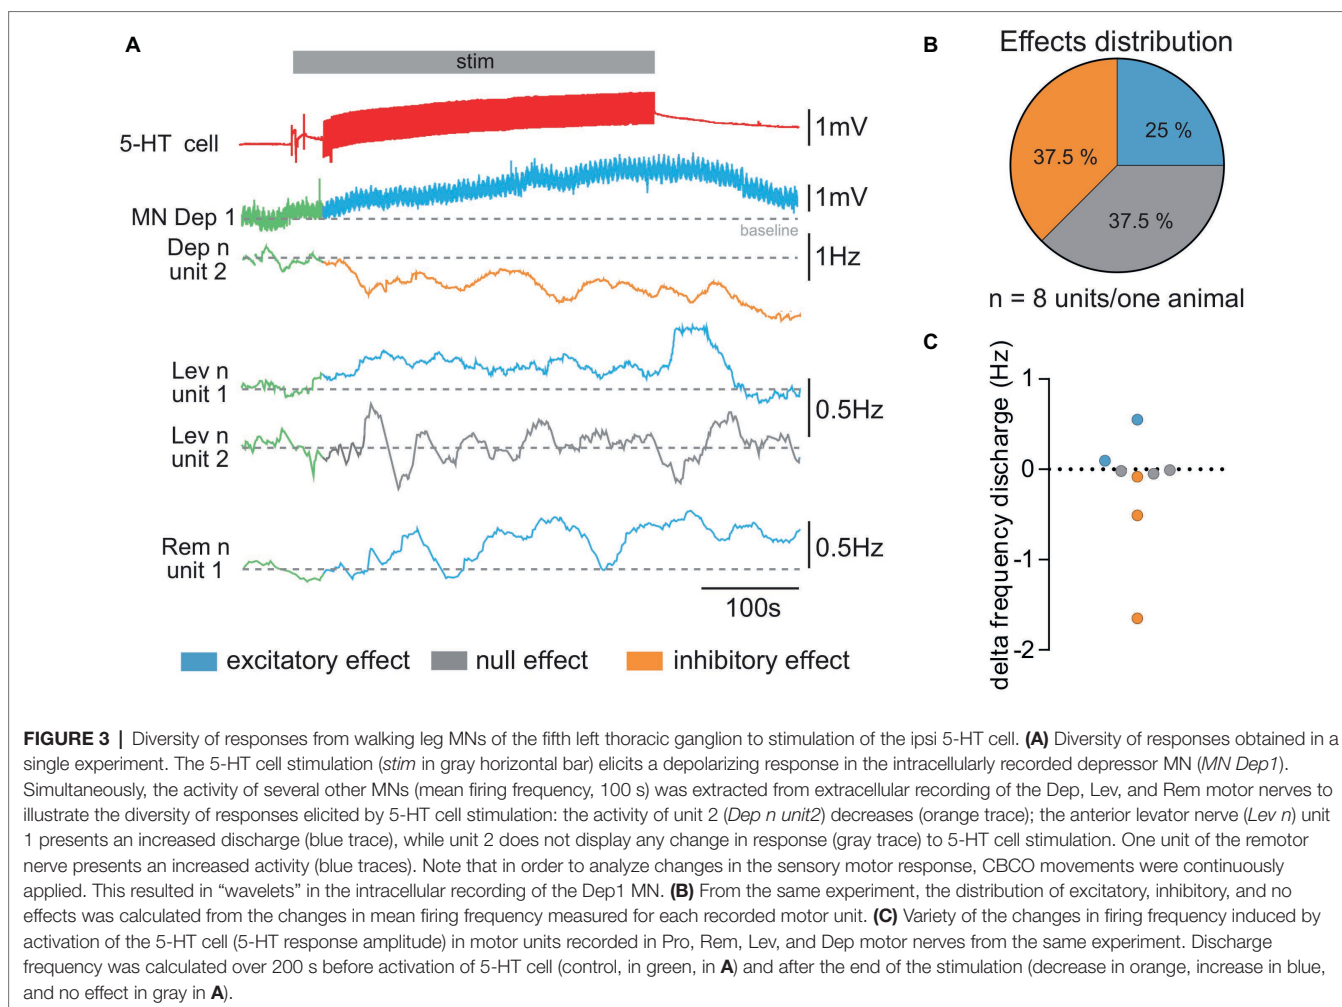 A
stim
5-HT cell
1mV
MN Dep 1
1mV
baseline
Dep n
unit 2
1Hz
Lev n
unit 1
0.5Hz
Lev n
unit 2
Rem n
unit 1
0.5Hz
100s
excitatory effect
null effect
inhibitory effect
B
Effects distribution
25 %
37.5 %
37.5 %
n = 8 units/one animal
C
delta frequency discharge (Hz)
1
0
-1
-2
FIGURE 3 | Diversity of responses from walking leg MNs of the fifth left thoracic ganglion to stimulation of the ipsi 5-HT cell. (A) Diversity of responses obtained in a
single experiment. The 5-HT cell stimulation (stim in gray horizontal bar) elicits a depolarizing response in the intracellularly recorded depressor MN (MN Dep1).
Simultaneously, the activity of several other MNs (mean firing frequency, 100 s) was extracted from extracellular recording of the Dep, Lev, and Rem motor nerves to
illustrate the diversity of responses elicited by 5-HT cell stimulation: the activity of unit 2 (Dep n unit2) decreases (orange trace); the anterior levator nerve (Lev n) unit
1 presents an increased discharge (blue trace), while unit 2 does not display any change in response (gray trace) to 5-HT cell stimulation. One unit of the remotor
nerve presents an increased activity (blue traces). Note that in order to analyze changes in the sensory motor response, CBCO movements were continuously
applied. This resulted in “wavelets” in the intracellular recording of the Dep1 MN. (B) From the same experiment, the distribution of excitatory, inhibitory, and no
effects was calculated from the changes in mean firing frequency measured for each recorded motor unit. (C) Variety of the changes in firing frequency induced by
activation of the 5-HT cell (5-HT response amplitude) in motor units recorded in Pro, Rem, Lev, and Dep motor nerves from the same experiment. Discharge
frequency was calculated over 200 s before activation of 5-HT cell (control, in green, in A) and after the end of the stimulation (decrease in orange, increase in blue,
and no effect in gray in A).